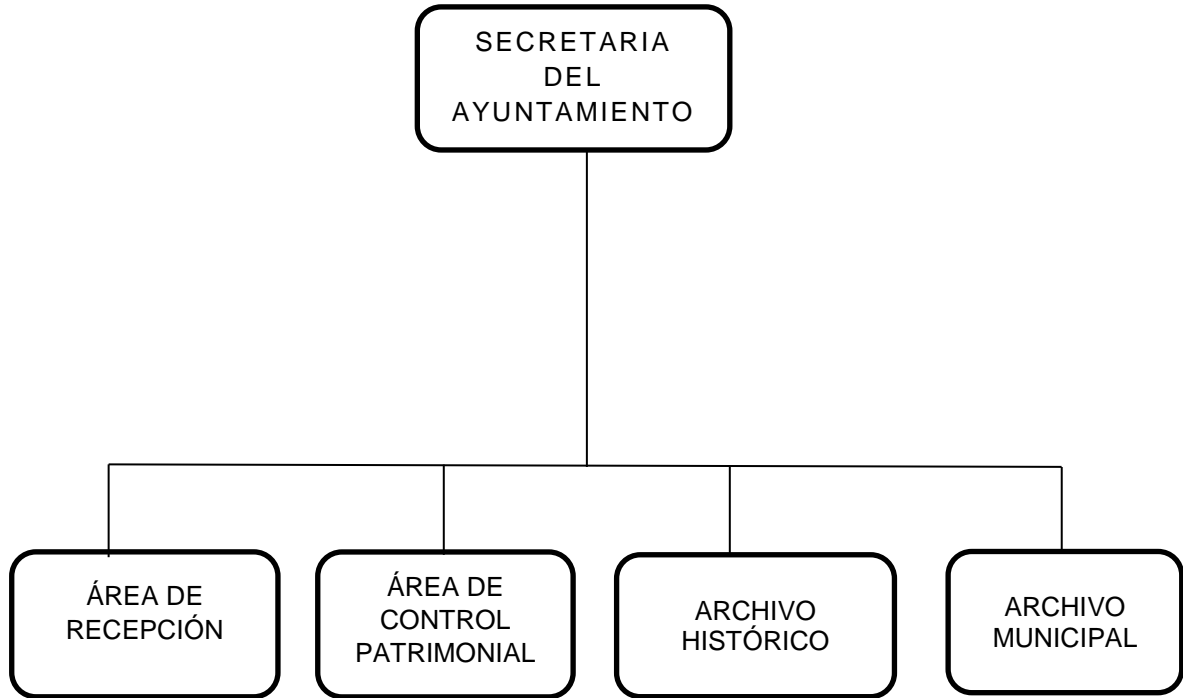 SECRETARIA
DEL
AYUNTAMIENTO
ÁREA DE
RECEPCIÓN
ÁREA DE
CONTROL
PATRIMONIAL
ARCHIVO
HISTÓRICO
ARCHIVO
MUNICIPAL